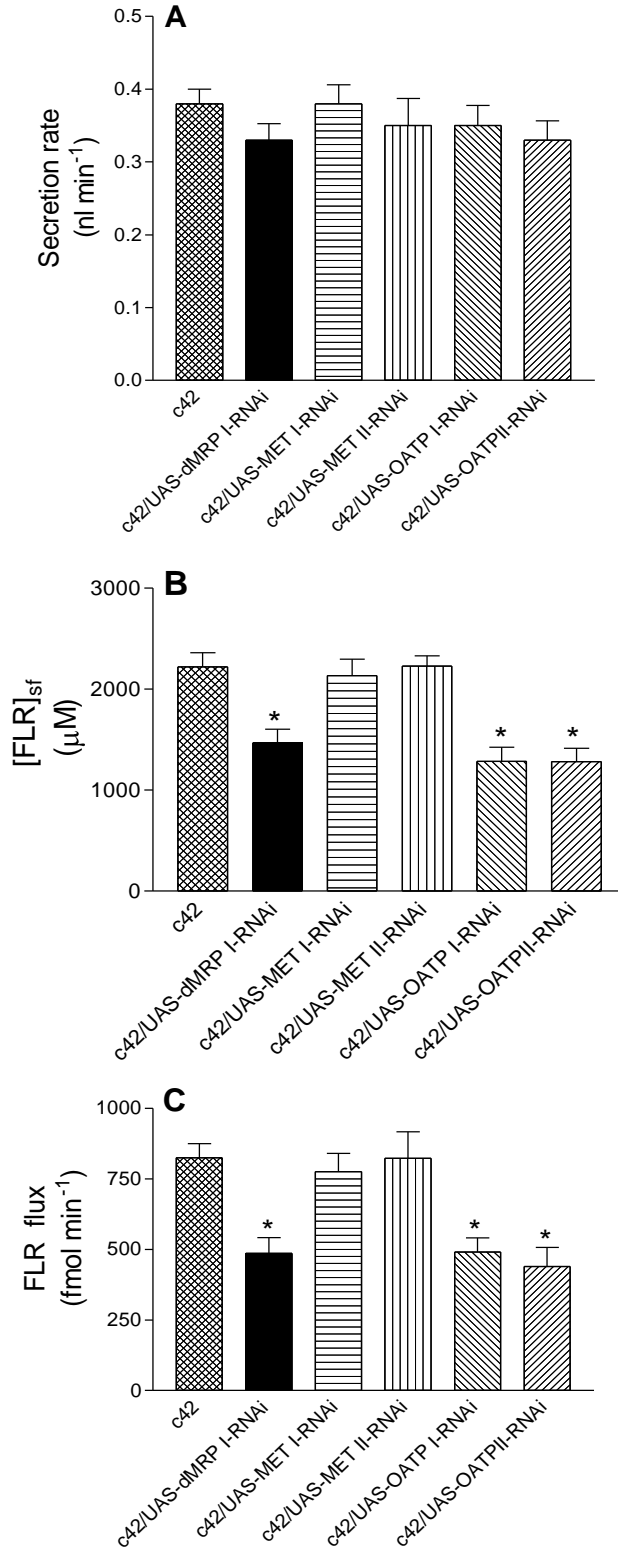 A
Secretion rate
(nl min⁻¹)
0.5
0.4
0.3
0.2
0.1
0.0
c42
c42/UAS-dMRP I-RNAi
c42/UAS-MET I-RNAi
c42/UAS-MET II-RNAi
c42/UAS-OATP I-RNAi
c42/UAS-OATPII-RNAi
B
[FLR]sf
(μM)
3000
2000
1000
0
*
*
*
c42
c42/UAS-dMRP I-RNAi
c42/UAS-MET I-RNAi
c42/UAS-MET II-RNAi
c42/UAS-OATP I-RNAi
c42/UAS-OATPII-RNAi
C
FLR flux
(fmol min⁻¹)
1000
750
500
250
0
*
*
*
c42
c42/UAS-dMRP I-RNAi
c42/UAS-MET I-RNAi
c42/UAS-MET II-RNAi
c42/UAS-OATP I-RNAi
c42/UAS-OATPII-RNAi